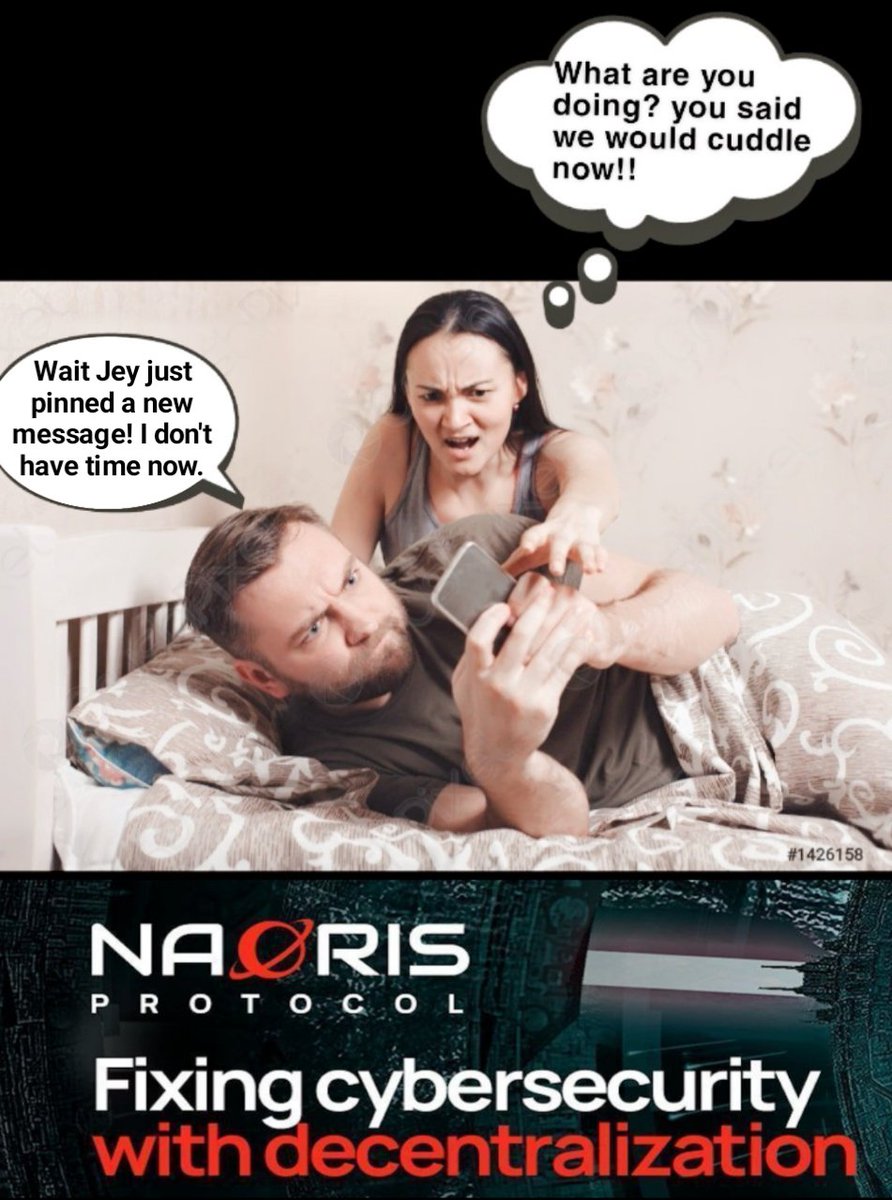 What are you
doing? you said
we would cuddle
now!!
Wait Jey just
pinned a new
message! I don't
have time now.
#1426158
NAORIS
PROTOCOL
Fixing cybersecurity
with decentralization